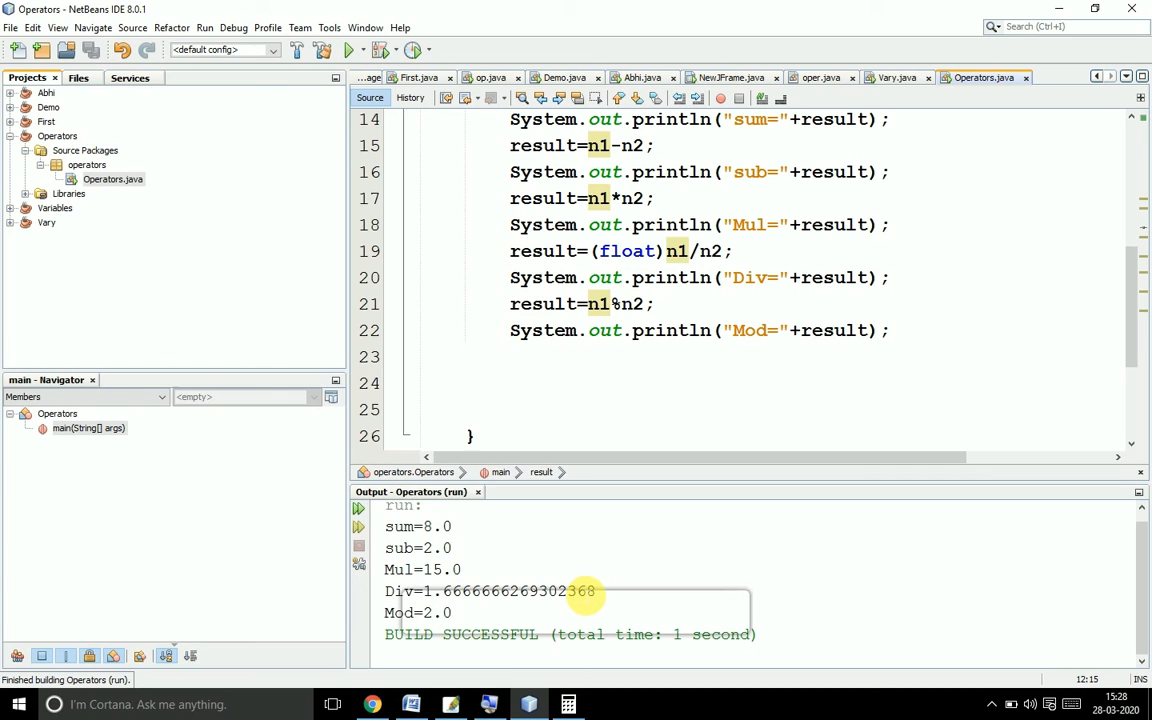 Operators - NetBeans IDE 8.0.1
File Edit View Navigate Source Refactor Run Debug Profile Team Tools Window Help
Search (Ctrl+I)
<default config>
Projects Files Services
...age First.java op.java Demo.java Abhi.java NewJFrame.java oper.java Vary.java Operators.java
Source History
Abhi
Demo
First
Operators
Source Packages
operators
Operators.java
Libraries
Variables
Vary
14 System.out.println("sum="+result);
15 result=n1-n2;
16 System.out.println("sub="+result);
17 result=n1*n2;
18 System.out.println("Mul="+result);
19 result=(float)n1/n2;
20 System.out.println("Div="+result);
21 result=n1%n2;
22 System.out.println("Mod="+result);
23
24
25
26 }
main - Navigator
Members <empty>
Operators
main(String[] args)
operators.Operators main result
Output - Operators (run)
run:
sum=8.0
sub=2.0
Mul=15.0
Div=1.6666666269302368
Mod=2.0
BUILD SUCCESSFUL (total time: 1 second)
Finished building Operators (run). 12:15 INS
I'm Cortana. Ask me anything.
15:28
28-03-2020